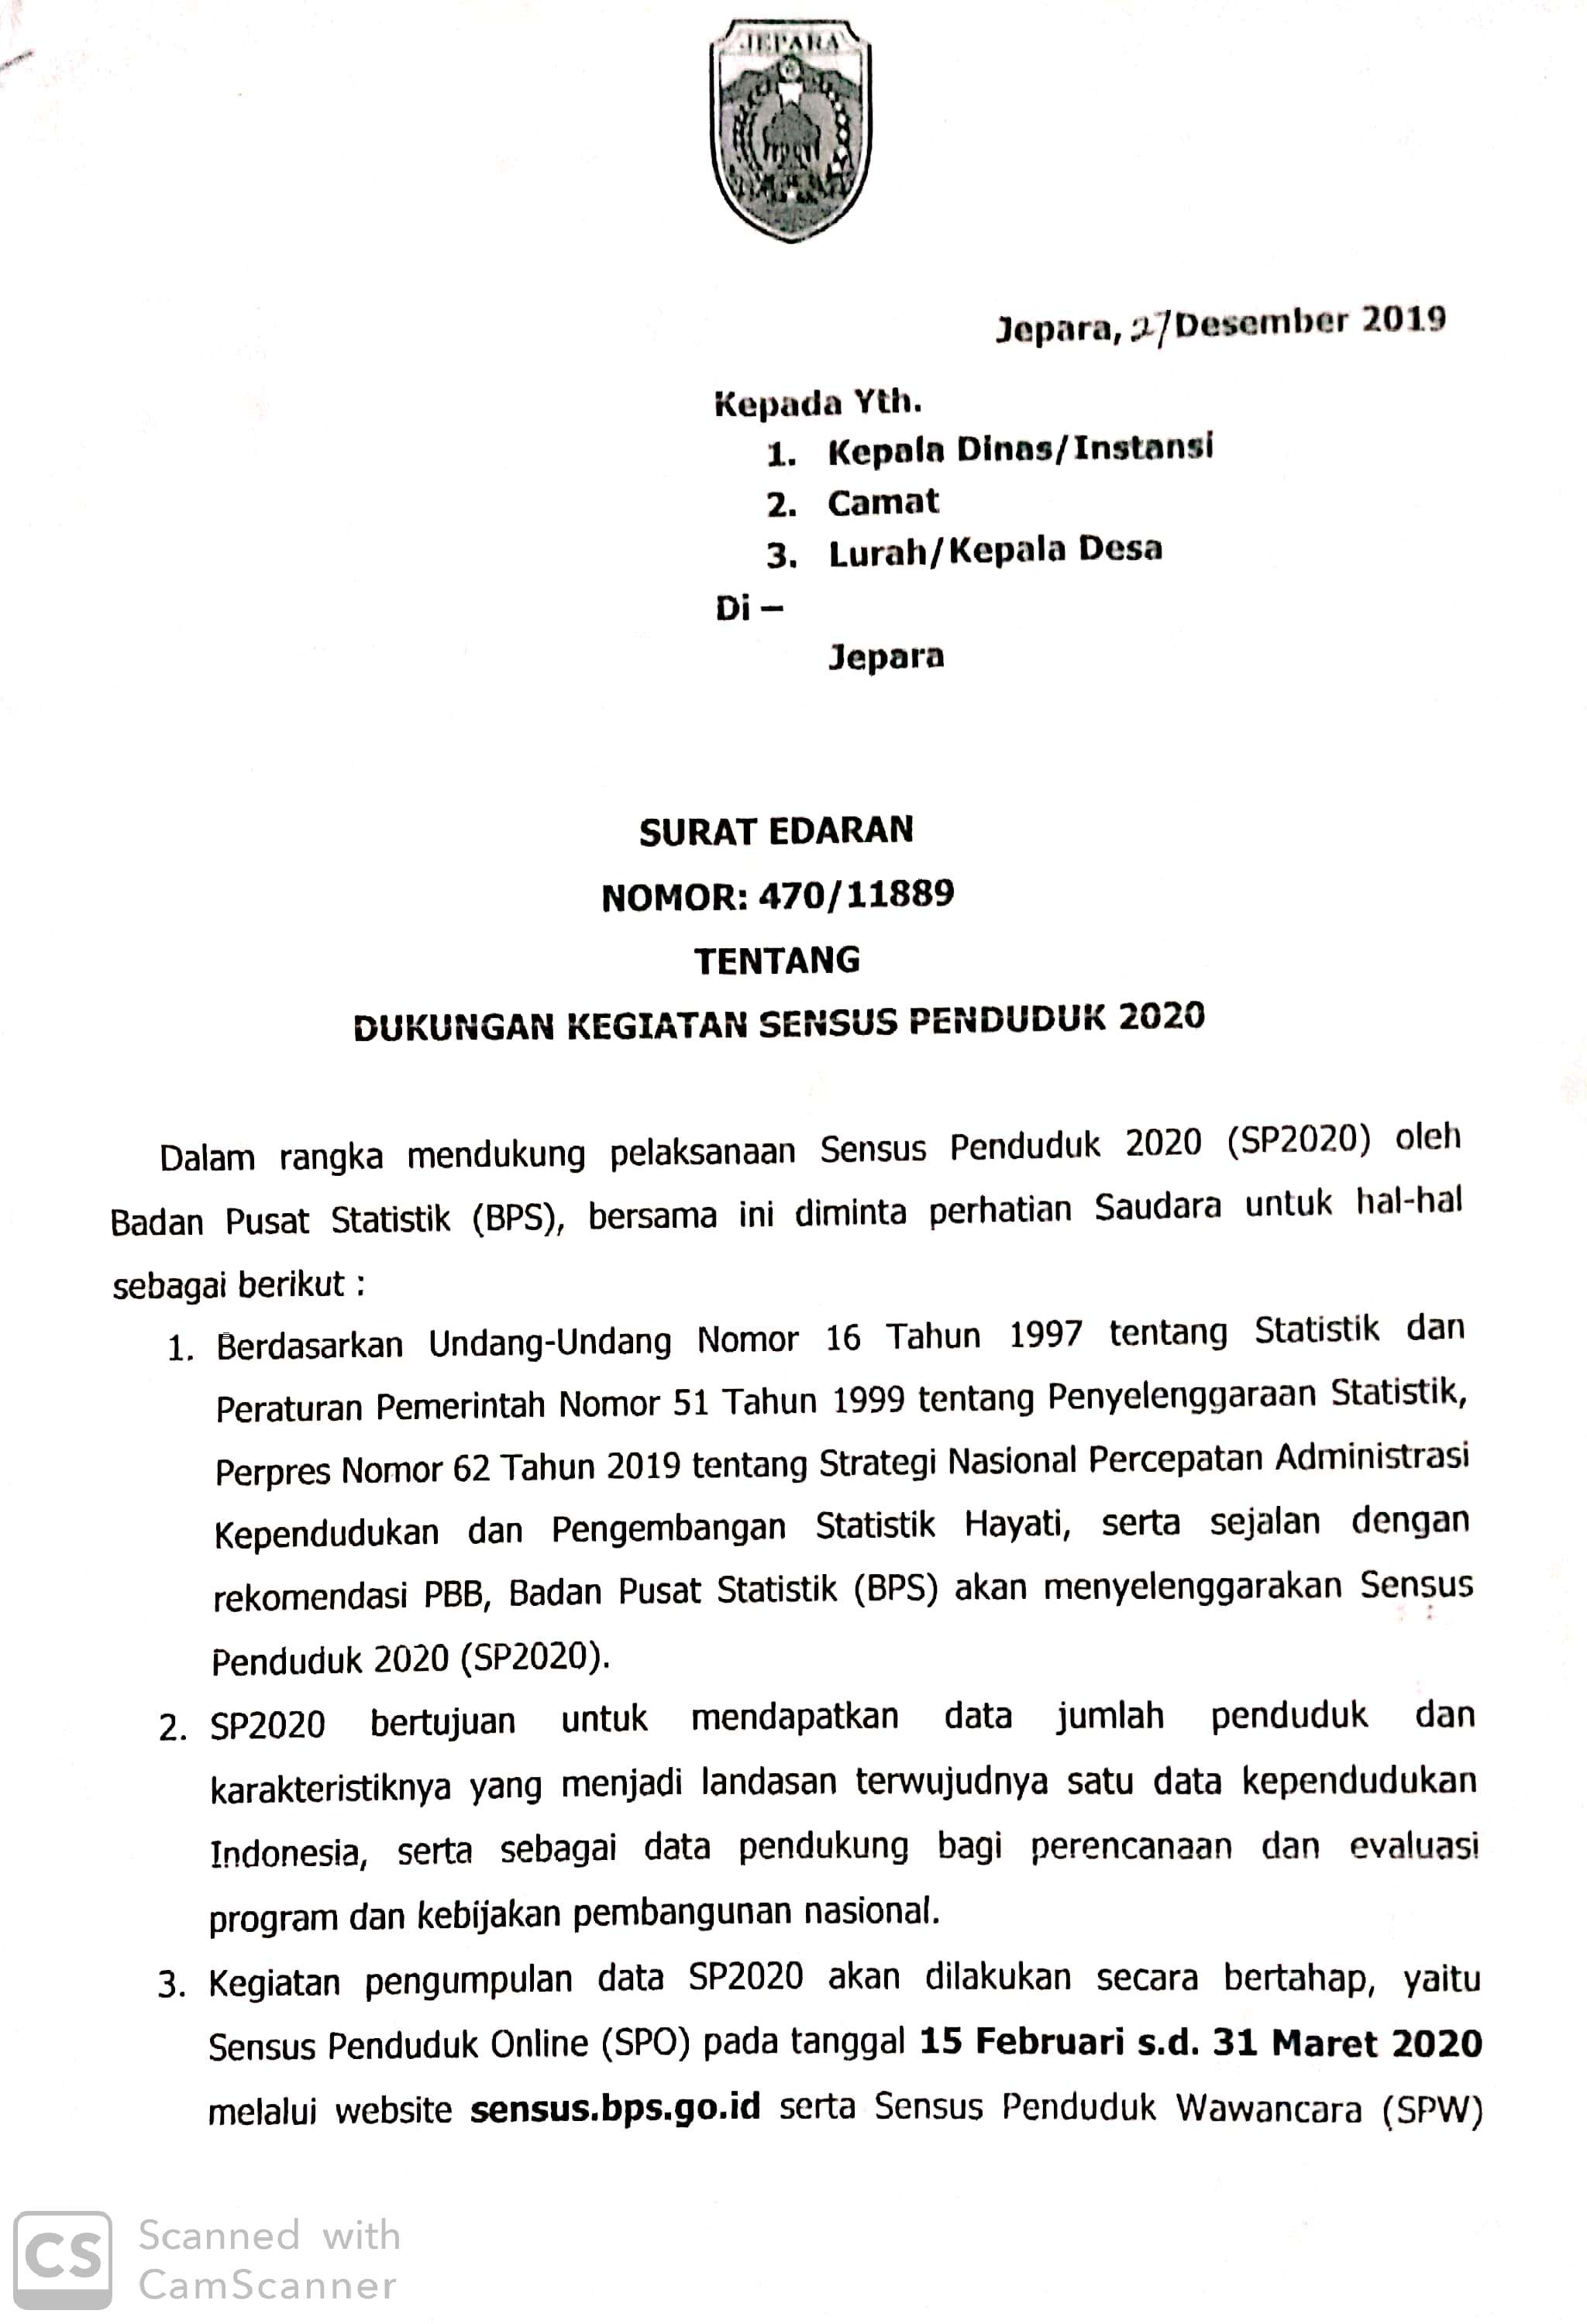 JEPARA
Jepara, 27 Desember 2019
Kepada Yth.
1. Kepala Dinas/Instansi
2. Camat
3. Lurah/Kepala Desa
Di –
Jepara
SURAT EDARAN
NOMOR: 470/11889
TENTANG
DUKUNGAN KEGIATAN SENSUS PENDUDUK 2020
Dalam rangka mendukung pelaksanaan Sensus Penduduk 2020 (SP2020) oleh
Badan Pusat Statistik (BPS), bersama ini diminta perhatian Saudara untuk hal-hal
sebagai berikut :
1. Berdasarkan Undang-Undang Nomor 16 Tahun 1997 tentang Statistik dan
Peraturan Pemerintah Nomor 51 Tahun 1999 tentang Penyelenggaraan Statistik,
Perpres Nomor 62 Tahun 2019 tentang Strategi Nasional Percepatan Administrasi
Kependudukan dan Pengembangan Statistik Hayati, serta sejalan dengan
rekomendasi PBB, Badan Pusat Statistik (BPS) akan menyelenggarakan Sensus
Penduduk 2020 (SP2020).
2. SP2020 bertujuan untuk mendapatkan data jumlah penduduk dan
karakteristiknya yang menjadi landasan terwujudnya satu data kependudukan
Indonesia, serta sebagai data pendukung bagi perencanaan dan evaluasi
program dan kebijakan pembangunan nasional.
3. Kegiatan pengumpulan data SP2020 akan dilakukan secara bertahap, yaitu
Sensus Penduduk Online (SPO) pada tanggal 15 Februari s.d. 31 Maret 2020
melalui website sensus.bps.go.id serta Sensus Penduduk Wawancara (SPW)
CS Scanned with
CamScanner